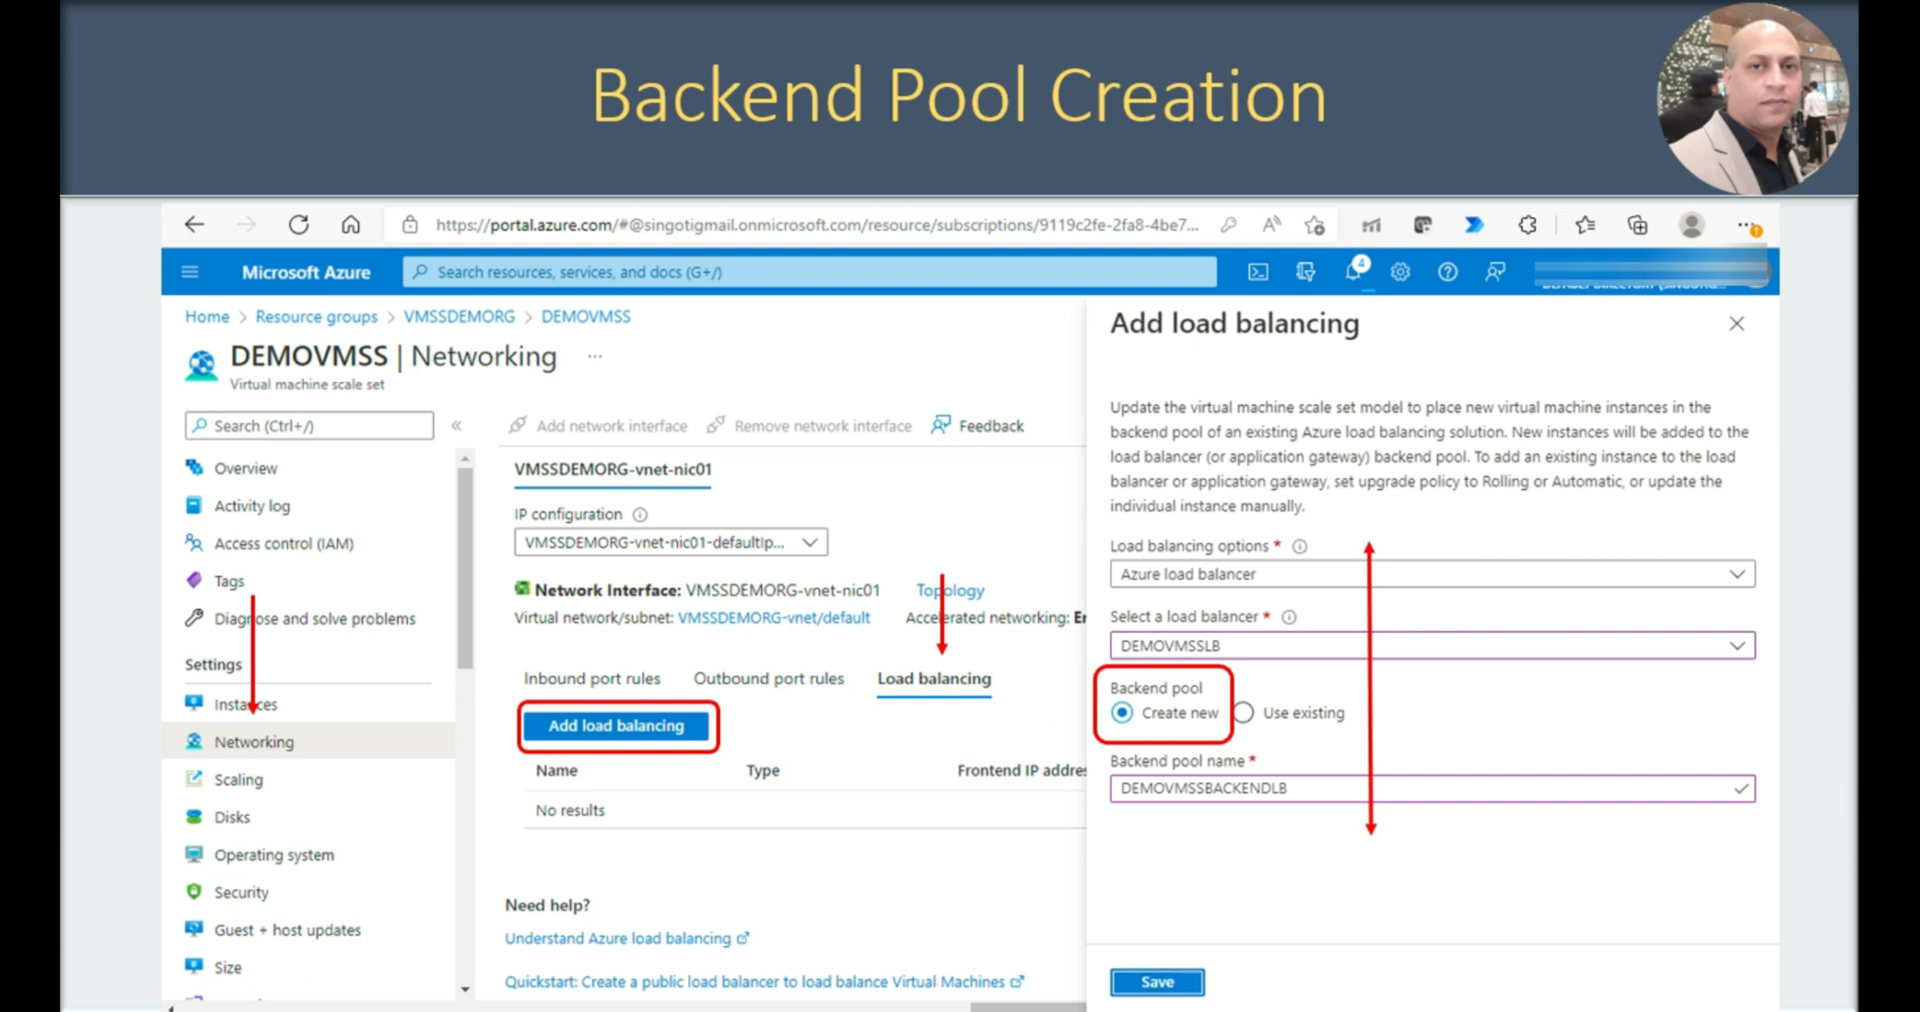 Backend Pool Creation
https://portal.azure.com/#@singotigmail.onmicrosoft.com/resource/subscriptions/9119c2fe-2fa8-4be7...
Microsoft Azure
Search resources, services, and docs (G+/)
4
1
Home > Resource groups > VMSSDEMORG > DEMOVMSS
DEMOVMSS | Networking ...
Virtual machine scale set
Search (Ctrl+/)
Overview
Activity log
Access control (IAM)
Tags
Diagnose and solve problems
Settings
Instances
Networking
Scaling
Disks
Operating system
Security
Guest + host updates
Size
Add network interface
Remove network interface
Feedback
VMSSDEMORG-vnet-nic01
IP configuration
VMSSDEMORG-vnet-nic01-defaultIp...
Network Interface: VMSSDEMORG-vnet-nic01 Topology
Virtual network/subnet: VMSSDEMORG-vnet/default Accelerated networking:
Inbound port rules Outbound port rules Load balancing
Add load balancing
Name Type Frontend IP addre
No results
Need help?
Understand Azure load balancing
Quickstart: Create a public load balancer to load balance Virtual Machines
Add load balancing
Update the virtual machine scale set model to place new virtual machine instances in the
backend pool of an existing Azure load balancing solution. New instances will be added to the
load balancer (or application gateway) backend pool. To add an existing instance to the load
balancer or application gateway, set upgrade policy to Rolling or Automatic, or update the
individual instance manually.
Load balancing options *
Azure load balancer
Select a load balancer *
DEMOVMSSLB
Backend pool
Create new Use existing
Backend pool name *
DEMOVMSSBACKENDLB
Save